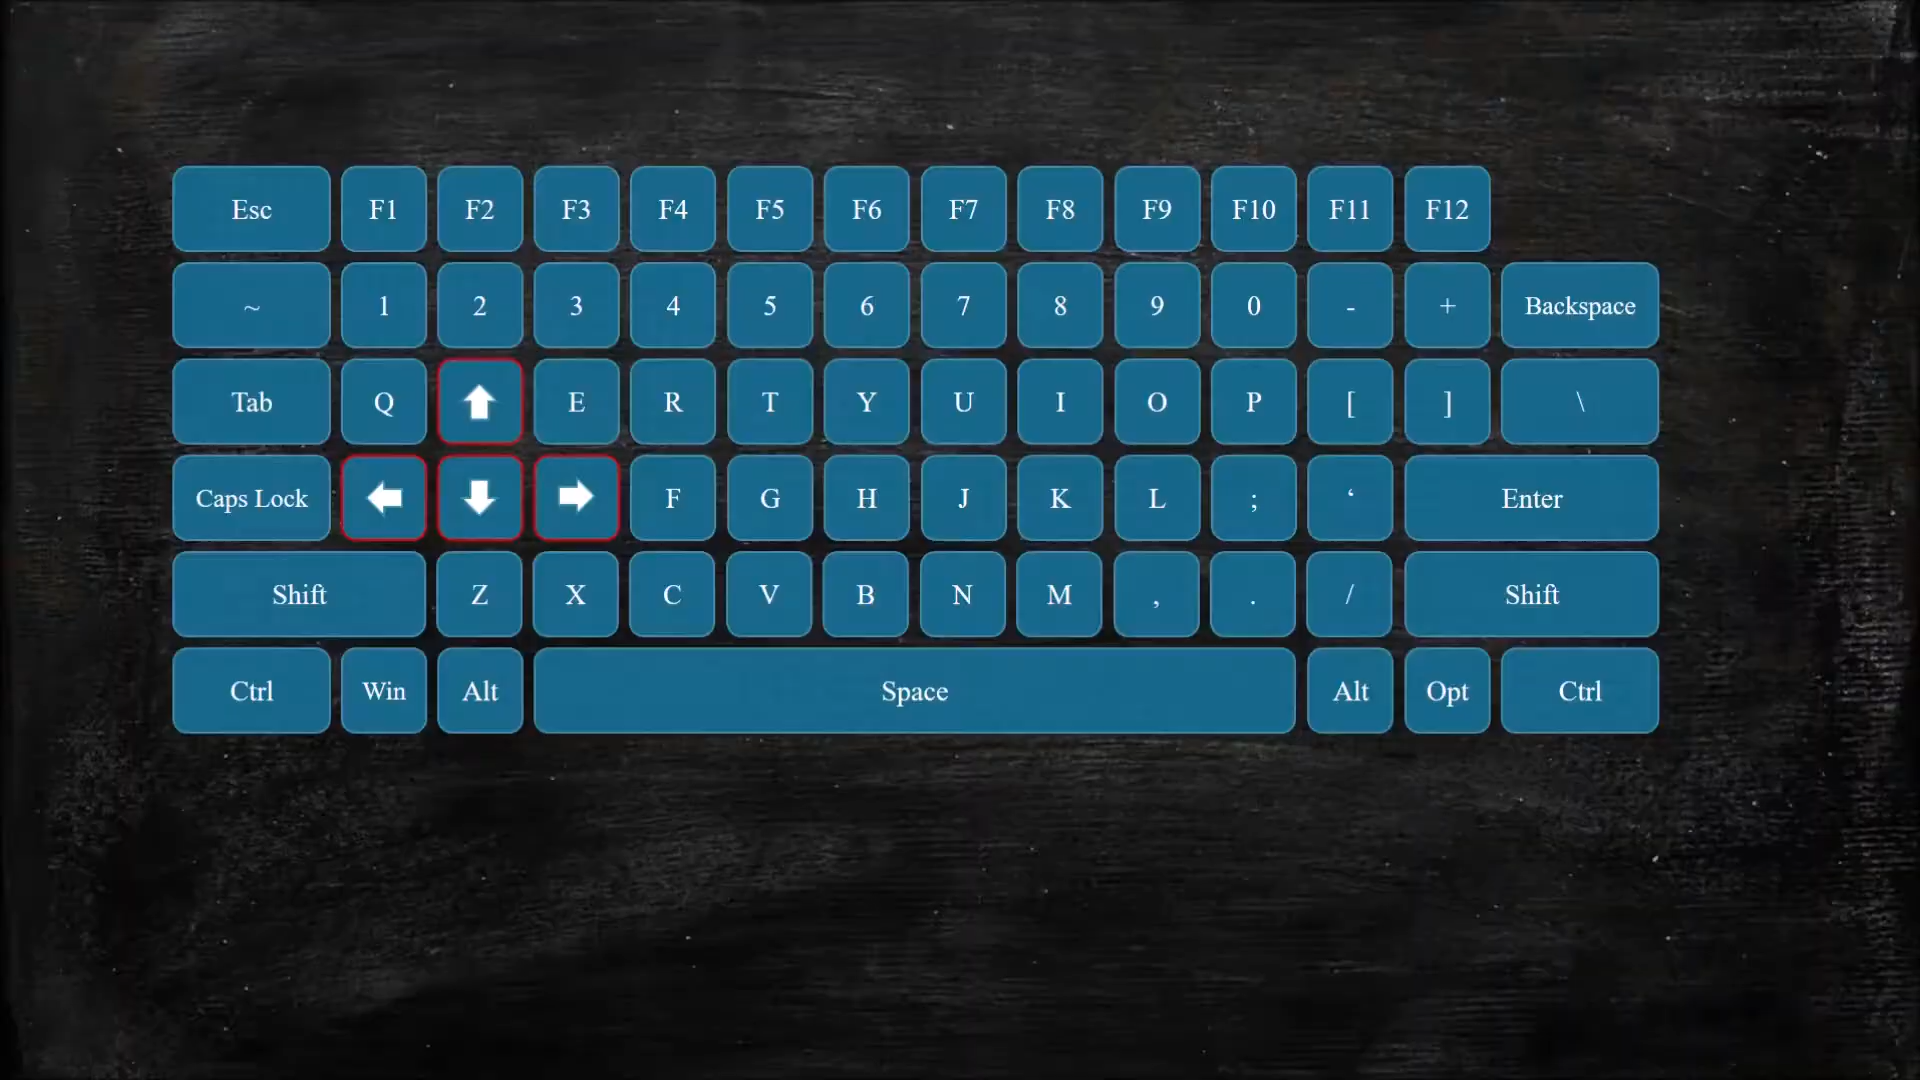 Esc F1 F2 F3 F4 F5 F6 F7 F8 F9 F10 F11 F12
~ 1 2 3 4 5 6 7 8 9 0 - + Backspace
Tab Q E R T Y U I O P [ ] \
Caps Lock F G H J K L ; ‘ Enter
Shift Z X C V B N M , . / Shift
Ctrl Win Alt Space Alt Opt Ctrl